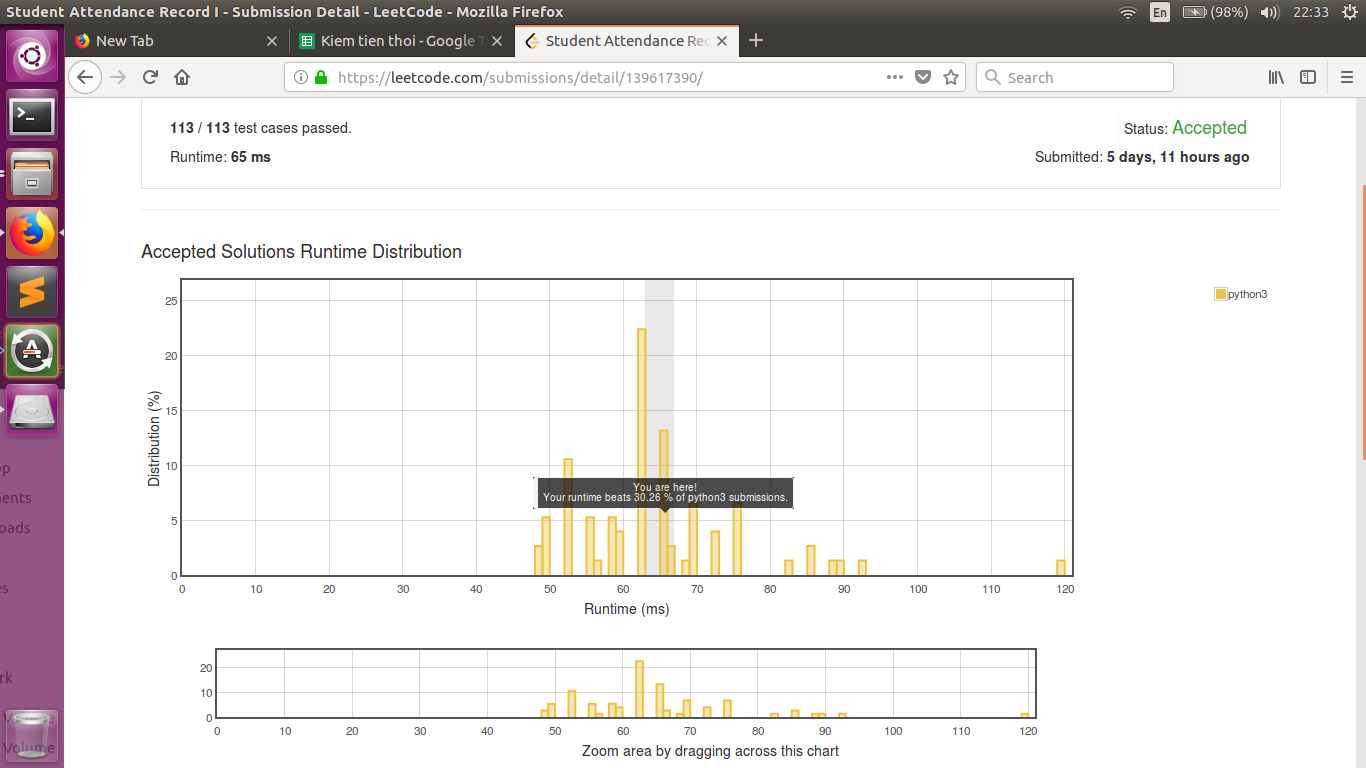 Student Attendance Record I - Submission Detail - LeetCode - Mozilla Firefox
En
(98%)
22:33
New Tab
Kiem tien thoi - Google T
Student Attendance Rec
https://leetcode.com/submissions/detail/139617390/
Search
113 / 113 test cases passed.
Status: Accepted
Runtime: 65 ms
Submitted: 5 days, 11 hours ago
Accepted Solutions Runtime Distribution
python3
25
20
15
10
5
0
Distribution (%)
You are here!
Your runtime beats 30.26 % of python3 submissions.
0 10 20 30 40 50 60 70 80 90 100 110 120
Runtime (ms)
20
10
0
0 10 20 30 40 50 60 70 80 90 100 110 120
Zoom area by dragging across this chart
op
ments
oads
es
rk
Volume